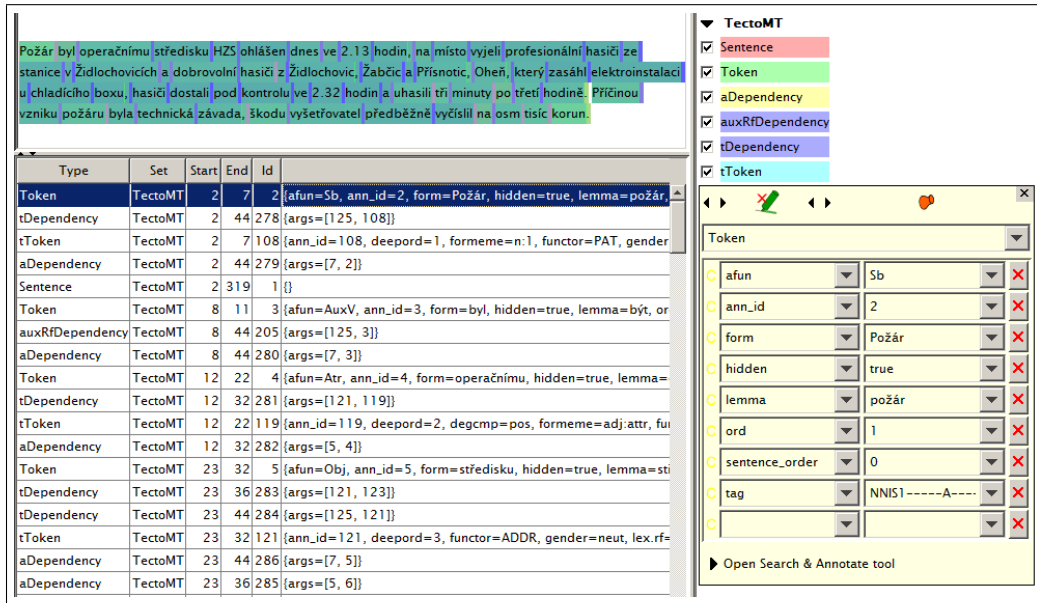 Požár byl operačnímu středisku HZS ohlášen dnes ve 2.13 hodin, na místo vyjeli profesionální hasiči ze
stanice v Židlochovicích a dobrovolní hasiči z Židlochovic, Žabčic a Přísnotic, Oheň, který zasáhl elektroinstalaci
u chladícího boxu, hasiči dostali pod kontrolu ve 2.32 hodin a uhasili tři minuty po třetí hodině. Příčinou
vzniku požáru byla technická závada, škodu vyšetřovatel předběžně vyčíslil na osm tisíc korun.
Type Set Start End Id
Token TectoMT 2 7 2 {afun=Sb, ann_id=2, form=Požár, hidden=true, lemma=požár,
tDependency TectoMT 2 44 278 {args=[125, 108]}
tToken TectoMT 2 7 108 {ann_id=108, deepord=1, formeme=n:1, functor=PAT, gender
aDependency TectoMT 2 44 279 {args=[7, 2]}
Sentence TectoMT 2 319 1 {}
Token TectoMT 8 11 3 {afun=AuxV, ann_id=3, form=byl, hidden=true, lemma=být, or
auxRfDependency TectoMT 8 44 205 {args=[125, 3]}
aDependency TectoMT 8 44 280 {args=[7, 3]}
Token TectoMT 12 22 4 {afun=Atr, ann_id=4, form=operačnímu, hidden=true, lemma=
tDependency TectoMT 12 32 281 {args=[121, 119]}
tToken TectoMT 12 22 119 {ann_id=119, deepord=2, degcmp=pos, formeme=adj:attr, fu
aDependency TectoMT 12 32 282 {args=[5, 4]}
Token TectoMT 23 32 5 {afun=Obj, ann_id=5, form=středisku, hidden=true, lemma=st
tDependency TectoMT 23 36 283 {args=[121, 123]}
tDependency TectoMT 23 44 284 {args=[125, 121]}
tToken TectoMT 23 32 121 {ann_id=121, deepord=3, functor=ADDR, gender=neut, lex.rf=
aDependency TectoMT 23 44 286 {args=[7, 5]}
aDependency TectoMT 23 36 285 {args=[5, 6]}
TectoMT
Sentence
Token
aDependency
auxRfDependency
tDependency
tToken
Token
C afun Sb
C ann_id 2
C form Požár
C hidden true
C lemma požár
C ord 1
C sentence_order 0
C tag NNIS1-----A----
C
Open Search & Annotate tool